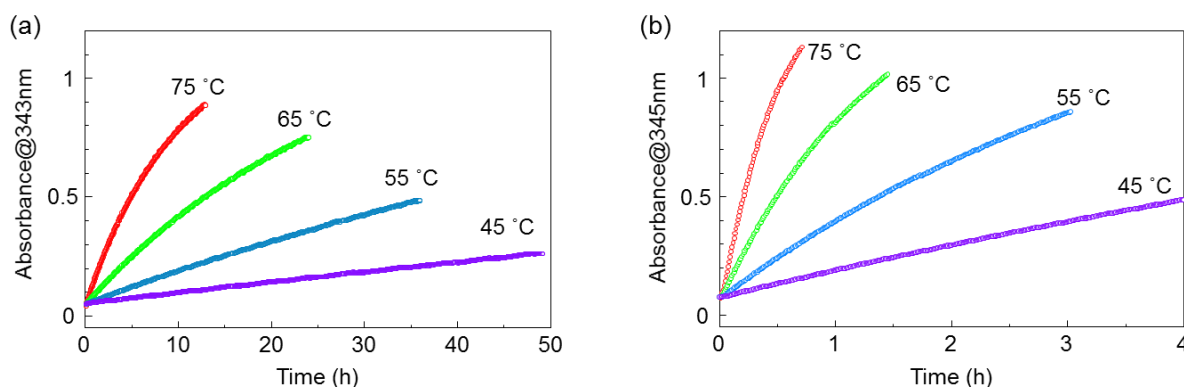 (a)
Absorbance@343nm
1
0.5
0
75 ˚C
65 ˚C
55 ˚C
45 ˚C
0 10 20 30 40 50
Time (h)
(b)
Absorbance@345nm
1
0.5
0
75 ˚C
65 ˚C
55 ˚C
45 ˚C
0 1 2 3 4
Time (h)